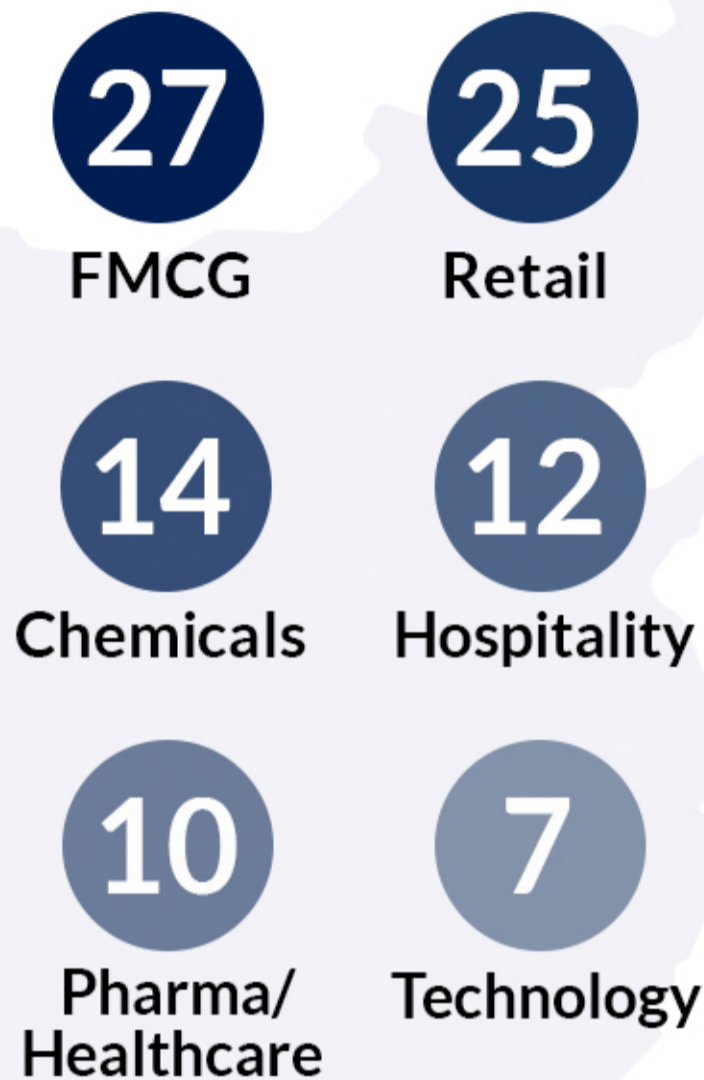 27
FMCG
25
Retail
14
Chemicals
12
Hospitality
10
Pharma/
Healthcare
7
Technology